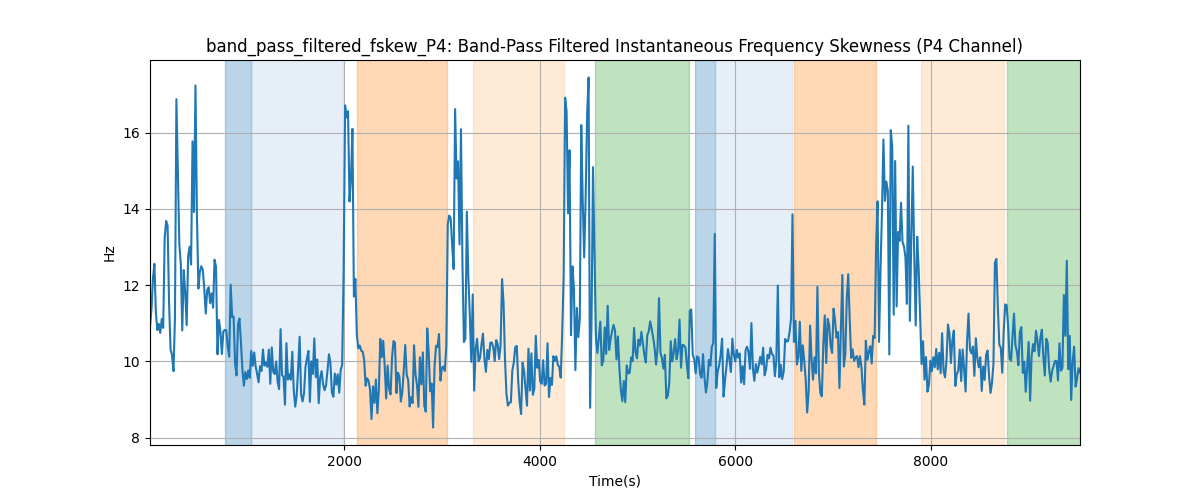 band_pass_filtered_fskew_P4: Band-Pass Filtered Instantaneous Frequency Skewness (P4 Channel)
16
14
12
10
8
Hz
2000 4000 6000 8000
Time(s)